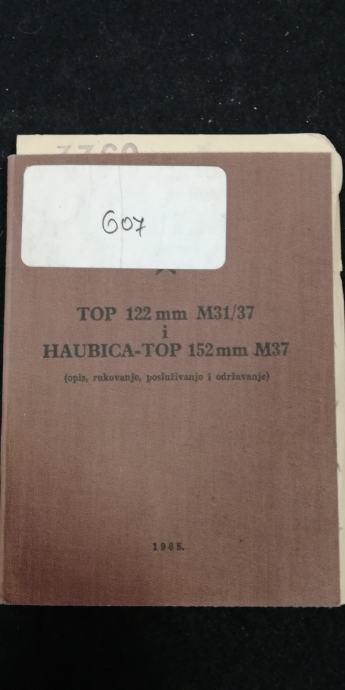 607
TOP 122 mm M31/37
i
HAUBICA-TOP 152 mm M37
(opis, rukovanje, posluživanje i održavanje)
1965.